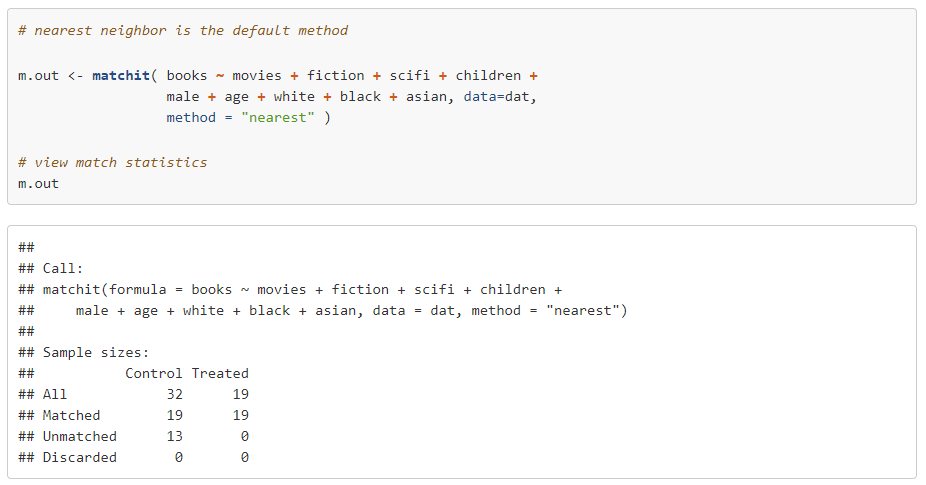 # nearest neighbor is the default method
m.out <- matchit( books ~ movies + fiction + scifi + children +
                  male + age + white + black + asian, data=dat,
                  method = "nearest" )
# view match statistics
m.out
##
## Call:
## matchit(formula = books ~ movies + fiction + scifi + children +
##     male + age + white + black + asian, data = dat, method = "nearest")
##
## Sample sizes:
##           Control Treated
## All            32      19
## Matched        19      19
## Unmatched      13       0
## Discarded       0       0